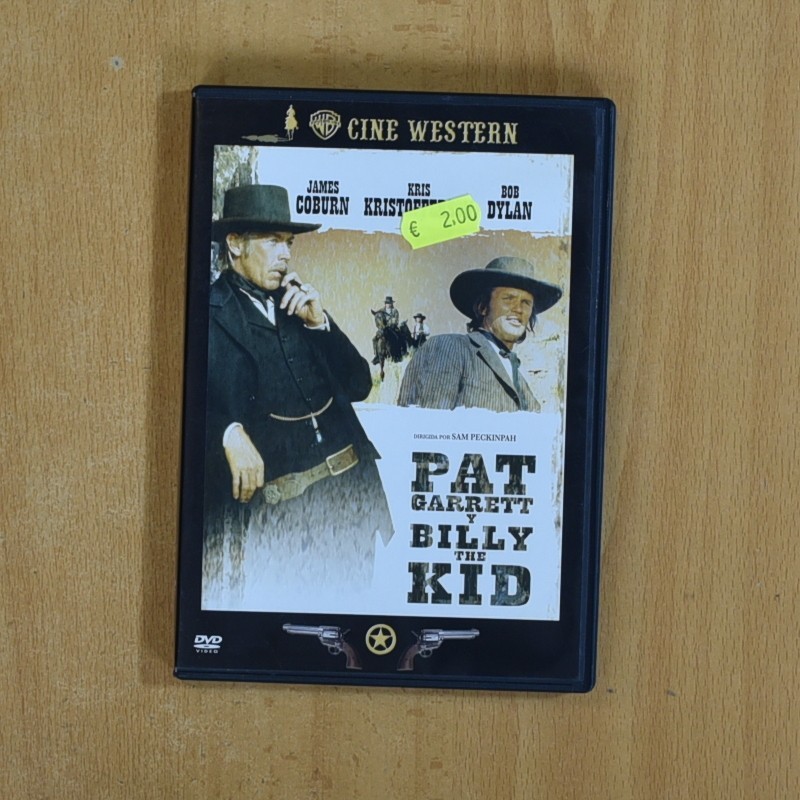 WB CINE WESTERN
JAMES KRIS BOB
COBURN DYLAN
€ 2.00
DIRIGIDA POR SAM PECKINPAH
PAT
GARRETT
Y
BILLY
THE
KID
DVD
VIDEO